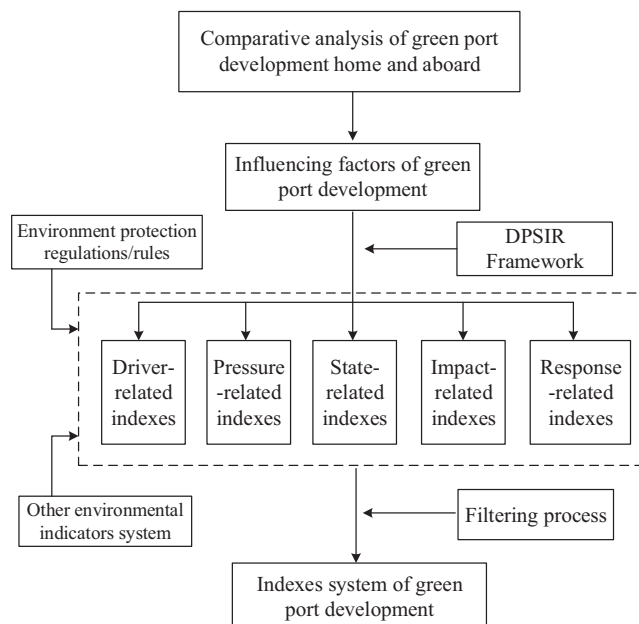 Comparative analysis of green port
development home and aboard
Influencing factors of green
port development
Environment protection
regulations/rules
DPSIR
Framework
Driver-
related
indexes
Pressure
-related
indexes
State-
related
indexes
Impact-
related
indexes
Response
-related
indexes
Other environmental
indicators system
Filtering process
Indexes system of green
port development